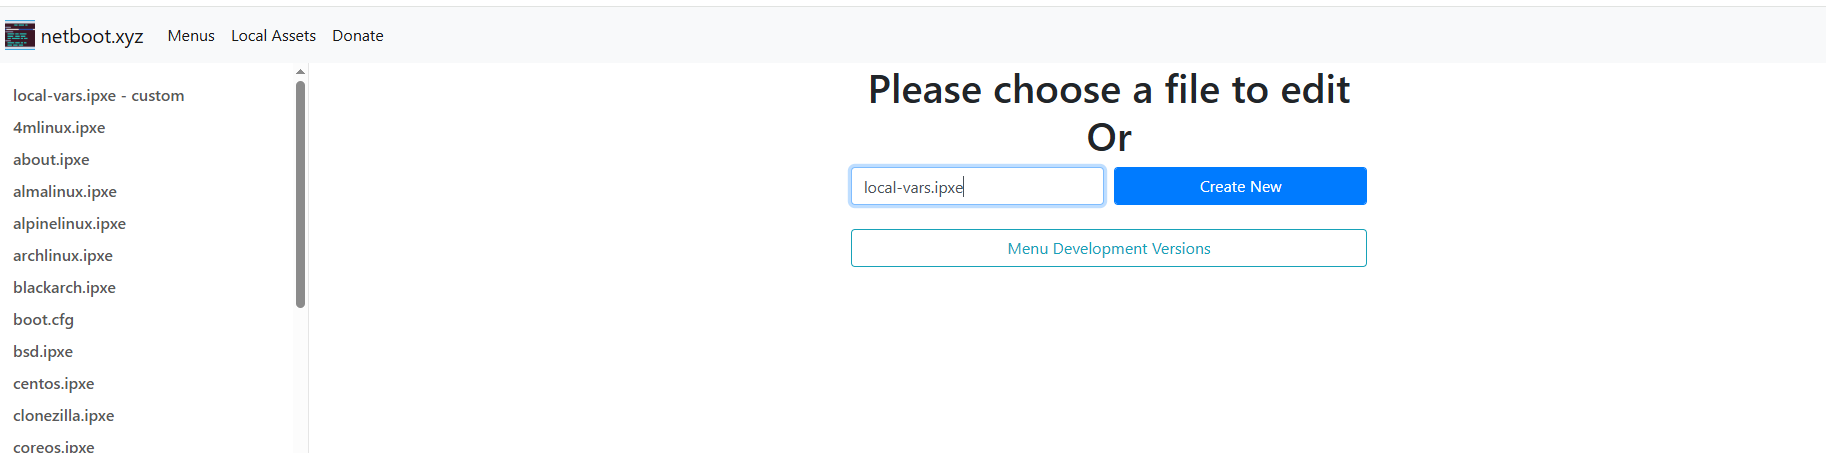 netboot.xyz Menus Local Assets Donate
local-vars.ipxe - custom
4mlinux.ipxe
about.ipxe
almalinux.ipxe
alpinelinux.ipxe
archlinux.ipxe
blackarch.ipxe
boot.cfg
bsd.ipxe
centos.ipxe
clonezilla.ipxe
coreos.ipxe
Please choose a file to edit
Or
local-vars.ipxe Create New
Menu Development Versions